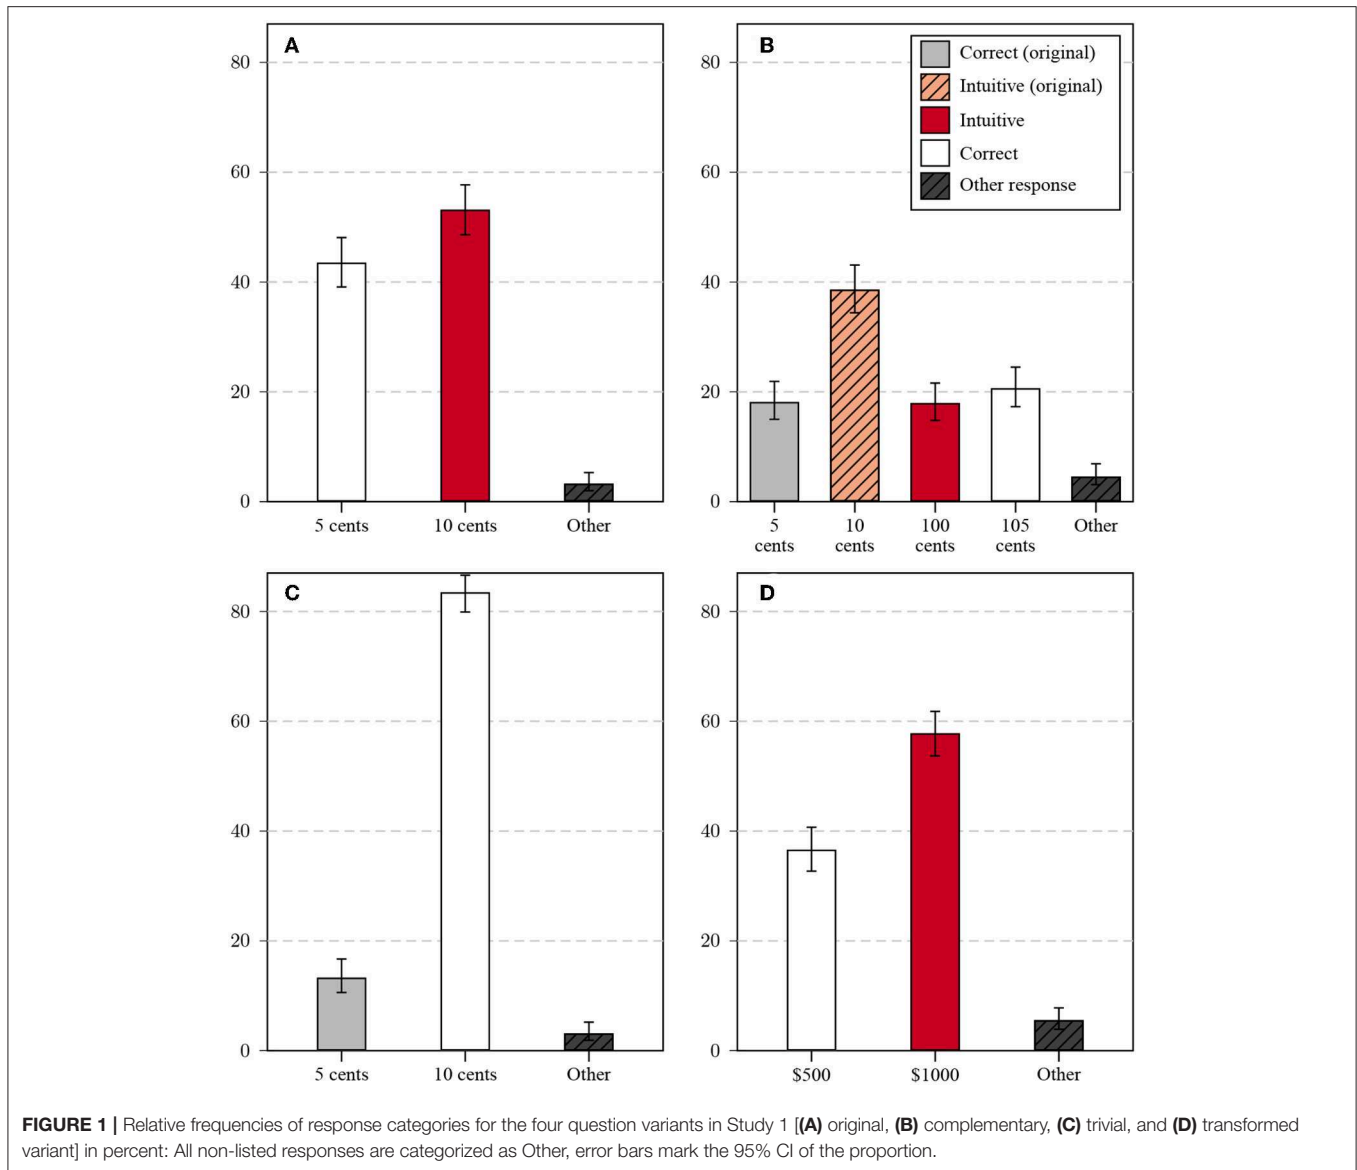 A
80
60
40
20
0
5 cents
10 cents
Other
B
Correct (original)
Intuitive (original)
Intuitive
Correct
Other response
80
60
40
20
0
5
cents
10
cents
100
cents
105
cents
Other
C
80
60
40
20
0
5 cents
10 cents
Other
D
80
60
40
20
0
$500
$1000
Other
FIGURE 1 | Relative frequencies of response categories for the four question variants in Study 1 [(A) original, (B) complementary, (C) trivial, and (D) transformed
variant] in percent: All non-listed responses are categorized as Other, error bars mark the 95% CI of the proportion.